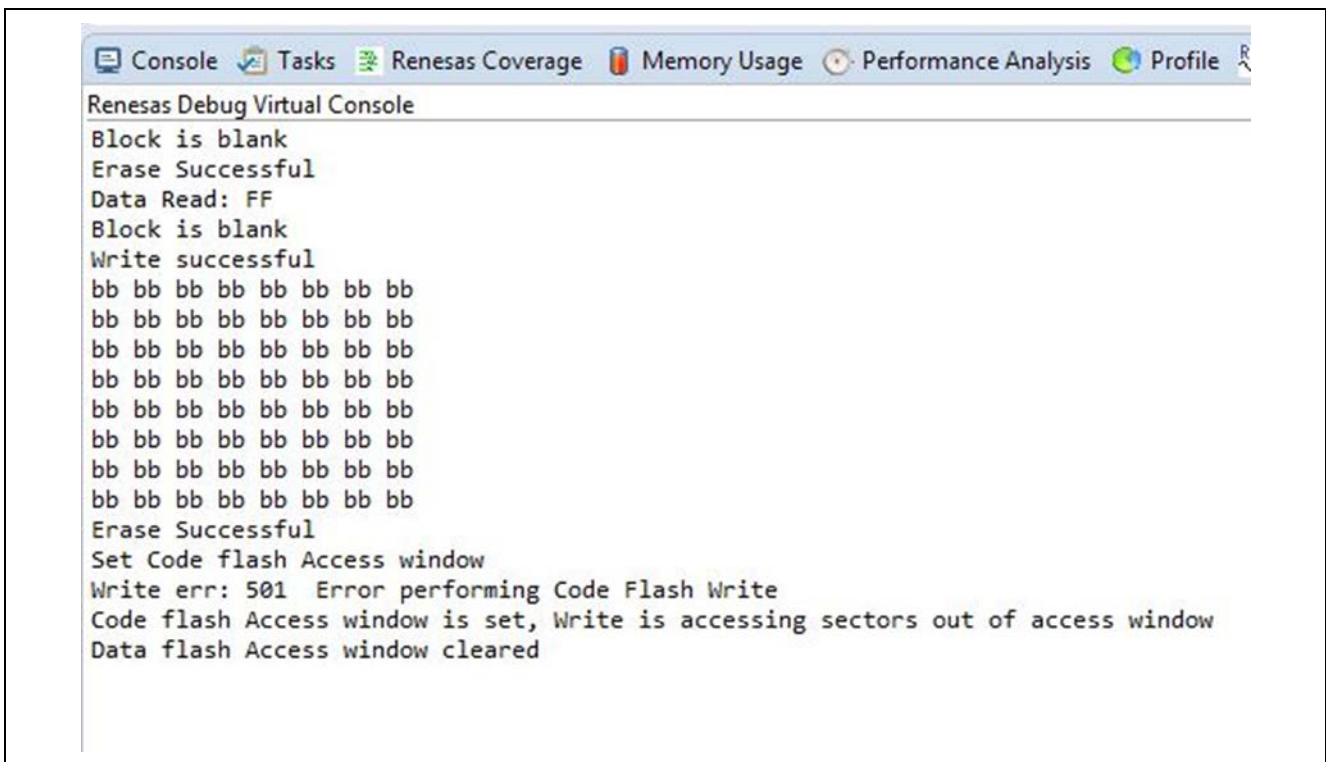 Console Tasks Renesas Coverage Memory Usage Performance Analysis Profile R
Renesas Debug Virtual Console
Block is blank
Erase Successful
Data Read: FF
Block is blank
Write successful
bb bb bb bb bb bb bb bb
bb bb bb bb bb bb bb bb
bb bb bb bb bb bb bb bb
bb bb bb bb bb bb bb bb
bb bb bb bb bb bb bb bb
bb bb bb bb bb bb bb bb
bb bb bb bb bb bb bb bb
bb bb bb bb bb bb bb bb
Erase Successful
Set Code flash Access window
Write err: 501  Error performing Code Flash Write
Code flash Access window is set, Write is accessing sectors out of access window
Data flash Access window cleared